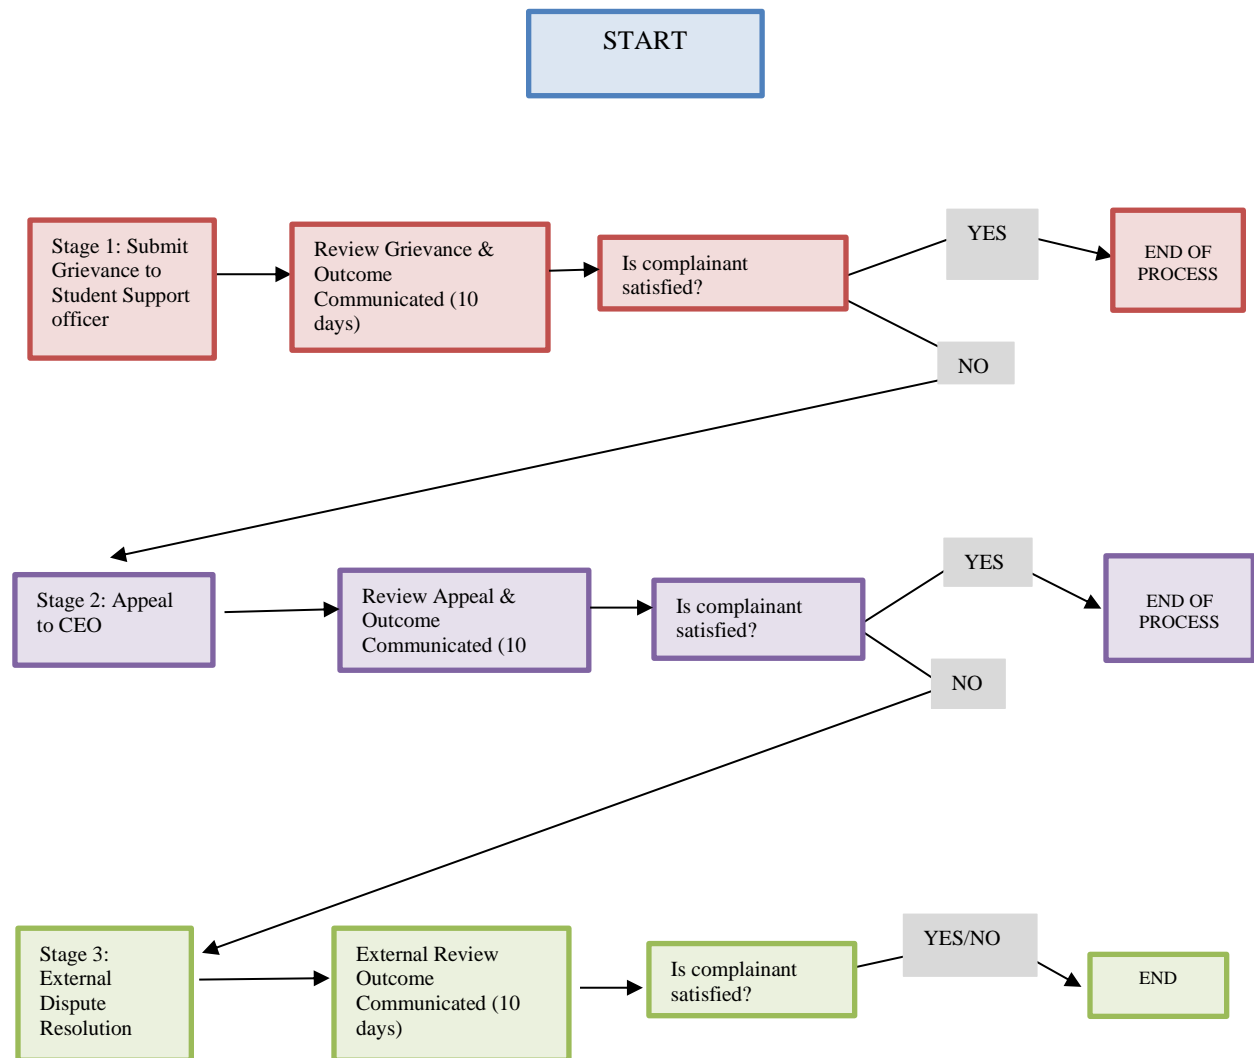 START
Stage 1: Submit
Grievance to
Student Support
officer
Review Grievance &
Outcome
Communicated (10
days)
Is complainant
satisfied?
YES
END OF
PROCESS
NO
Stage 2: Appeal
to CEO
Review Appeal &
Outcome
Communicated (10
Is complainant
satisfied?
YES
END OF
PROCESS
NO
Stage 3:
External
Dispute
Resolution
External Review
Outcome
Communicated (10
days)
Is complainant
satisfied?
YES/NO
END